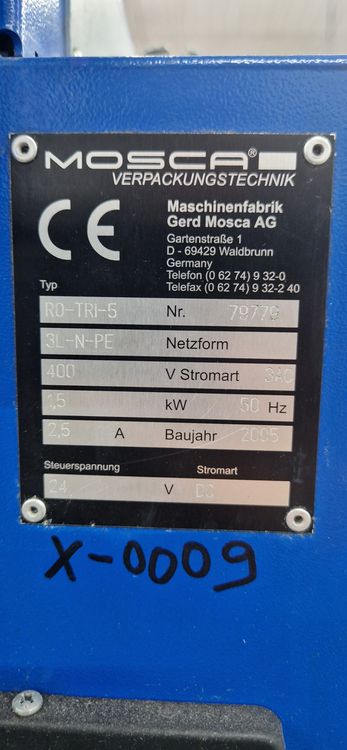 MOSCA®
VERPACKUNGSTECHNIK
CE
Maschinenfabrik
Gerd Mosca AG
Gartenstraße 1
D - 69429 Waldbrunn
Germany
Telefon (0 62 74) 9 32-0
Telefax (0 62 74) 9 32-2 40
Typ
RO-TRI-5 Nr. 79779
3L-N-PE Netzform
400 V Stromart 3AC
1,5 kW 50 Hz
2,5 A Baujahr 2005
Steuerspannung Stromart
24 V DC
X-0009